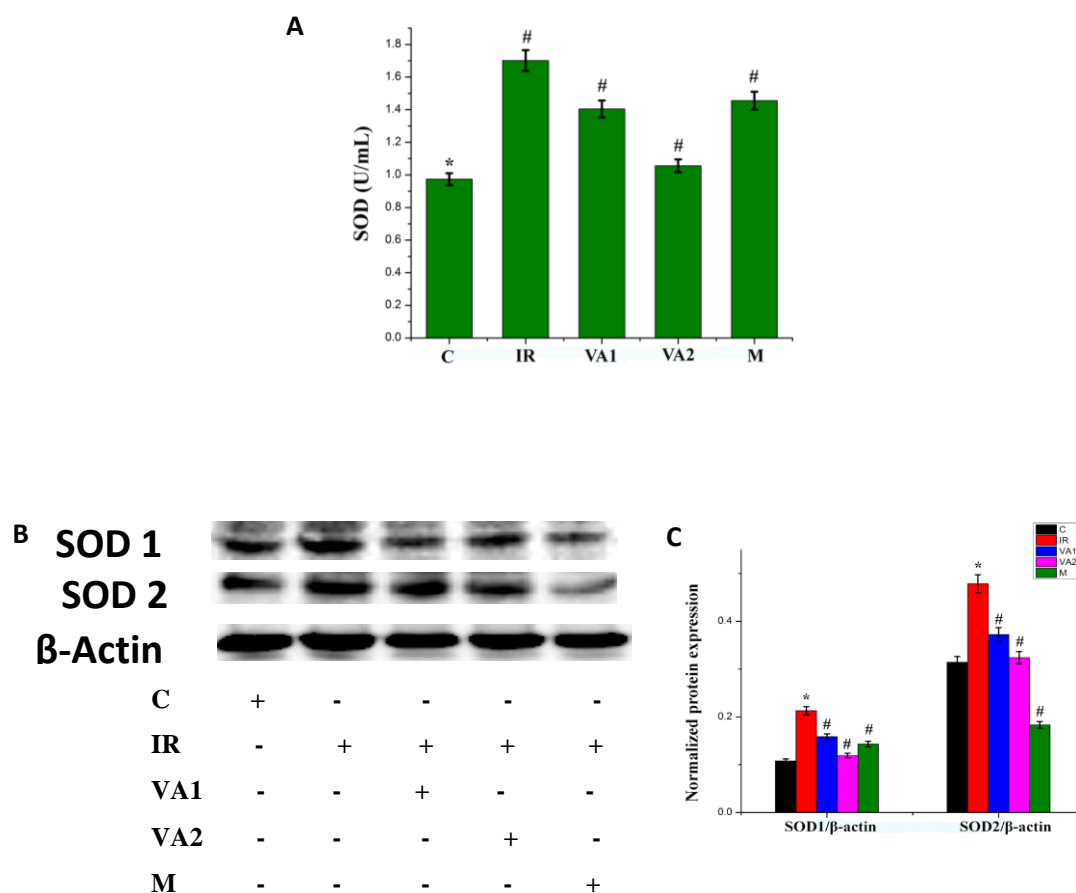 A
SOD (U/mL)
1.8
1.6
1.4
1.2
1.0
0.8
0.6
0.4
0.2
0.0
*
#
#
#
#
C IR VA1 VA2 M
B
SOD 1
SOD 2
β-Actin
C + - - - -
IR - + + + +
VA1 - - + - -
VA2 - - - + -
M - - - - +
C
C
IR
VA1
VA2
M
Normalized protein expression
0.4
0.2
0.0
* # # #
* # # #
SOD1/β-actin SOD2/β-actin